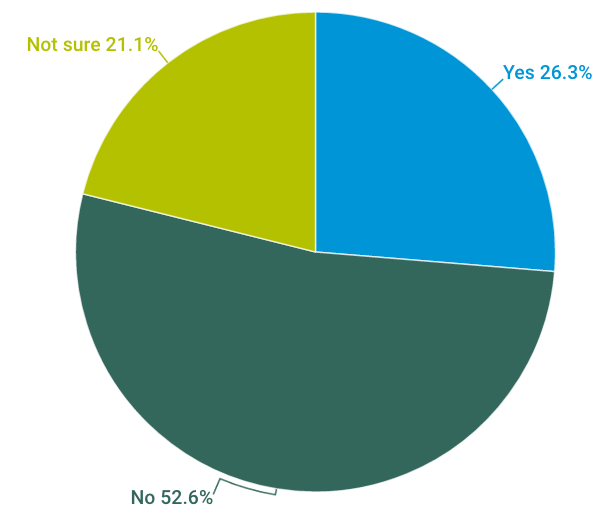 Not sure 21.1%
Yes 26.3%
No 52.6%